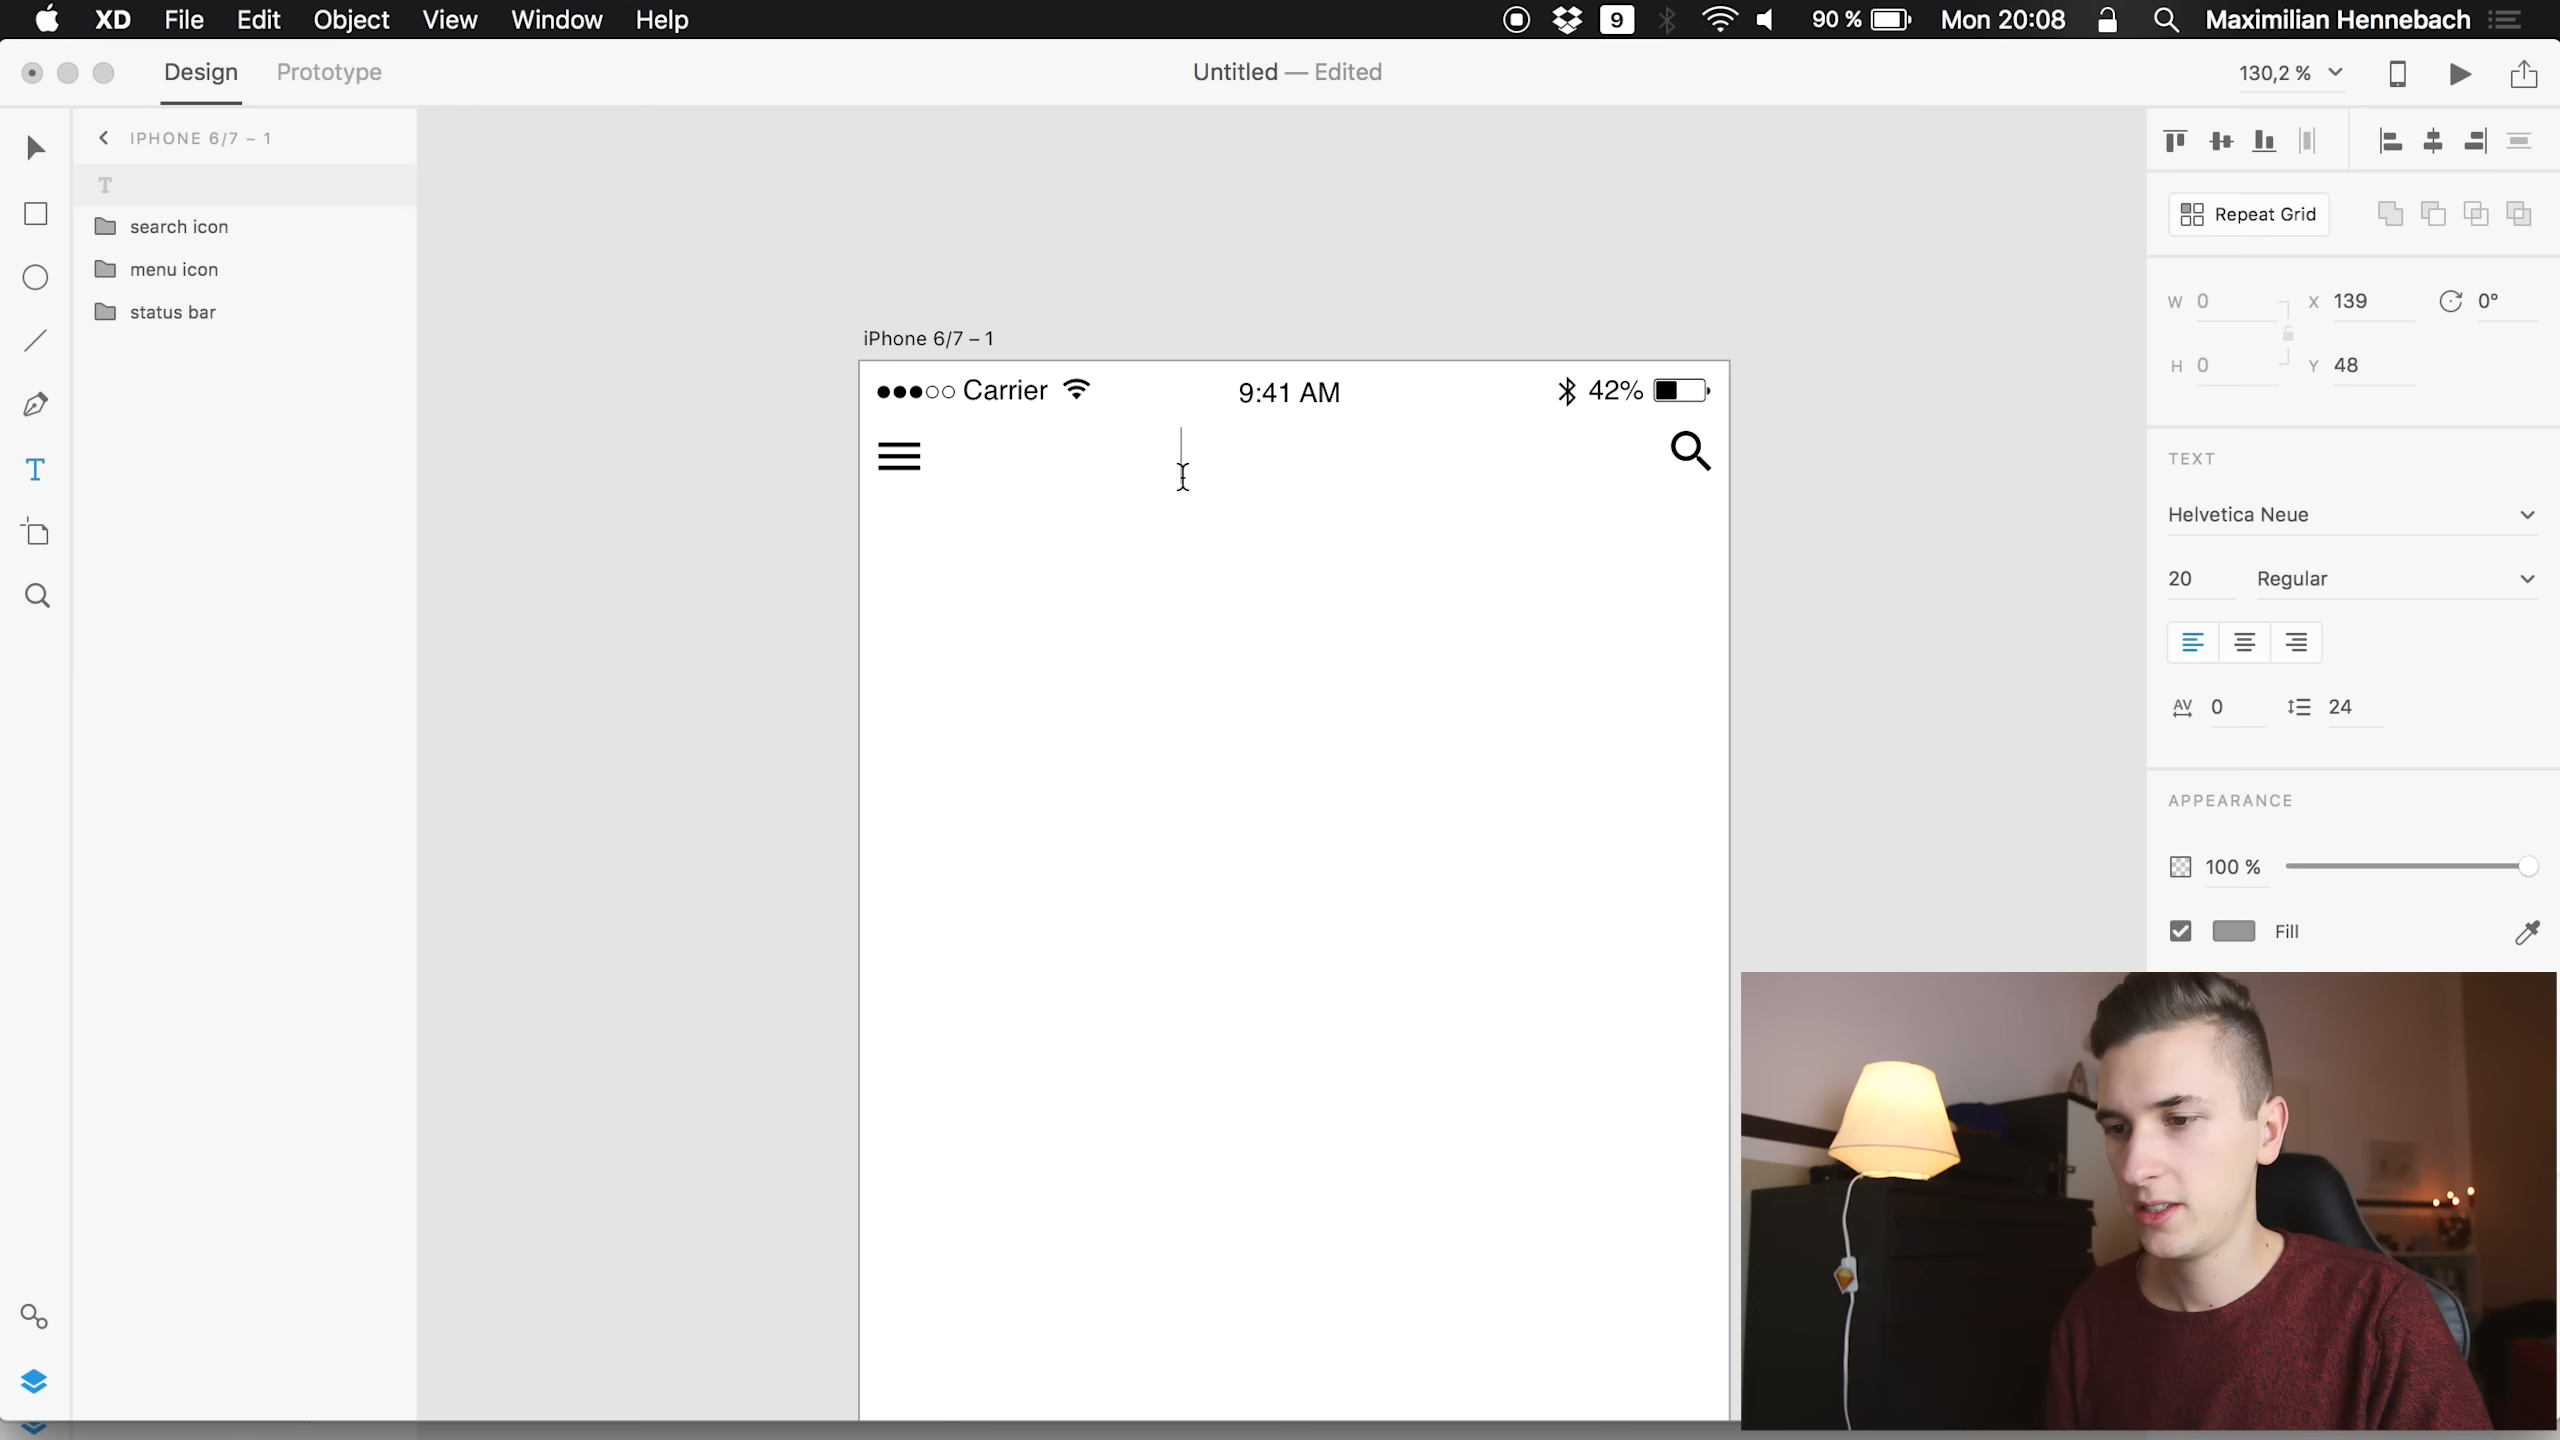 XD File Edit Object View Window Help 9 90 % Mon 20:08 Maximilian Hennebach
Design Prototype Untitled — Edited 130,2 %
IPHONE 6/7 – 1
T
search icon
menu icon
status bar
T
iPhone 6/7 – 1
Carrier 9:41 AM 42%
Repeat Grid
W 0 X 139 0°
H 0 Y 48
TEXT
Helvetica Neue
20 Regular
AV 0 24
APPEARANCE
100 %
Fill